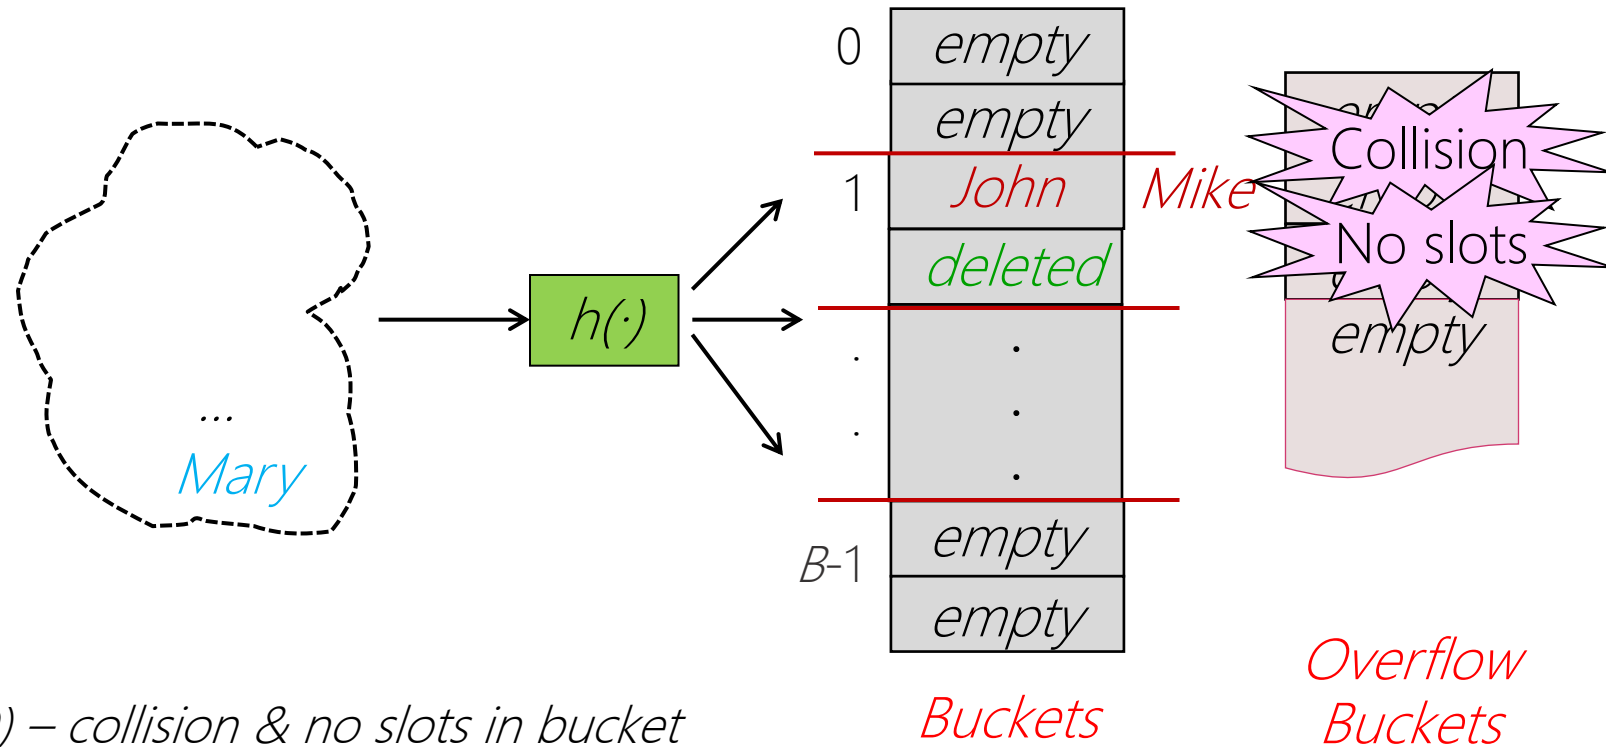 0
empty
empty
1
John
Mike
deleted
h(·)
...
Mary
.
.
.
.
.
B-1
empty
empty
Collision
No slots
empty
Overflow
Buckets
Buckets
) – collision & no slots in bucket